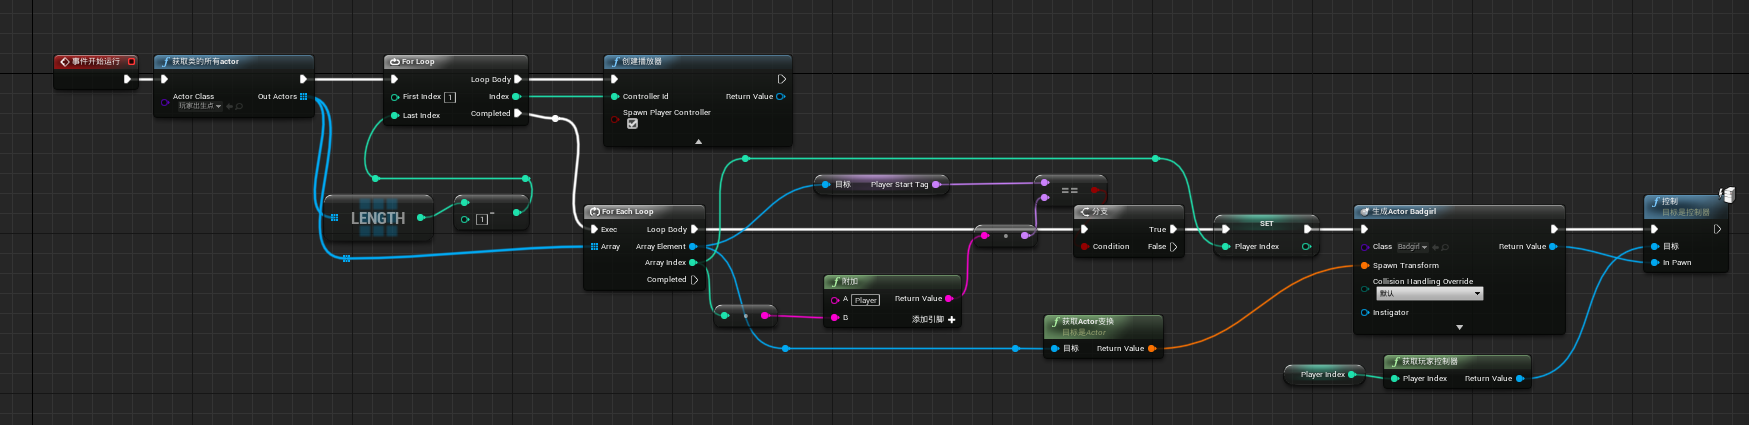 事件开始运行
获取类的所有actor
Actor Class
玩家出生点
Out Actors
For Loop
First Index 1
Last Index
Loop Body
Index
Completed
创建播放器
Controller Id
Spawn Player Controller
Return Value
LENGTH
1
-
For Each Loop
Exec
Array
Loop Body
Array Element
Array Index
Completed
目标
Player Start Tag
==
附加
A Player
B
Return Value
添加引脚
分支
Condition
True
False
获取Actor变换
目标是Actor
目标
Return Value
SET
Player Index
生成Actor Badgirl
Class Badgirl
Spawn Transform
Collision Handling Override
默认
Instigator
Return Value
Player Index
获取玩家控制器
Player Index
Return Value
控制
目标是控制器
目标
In Pawn